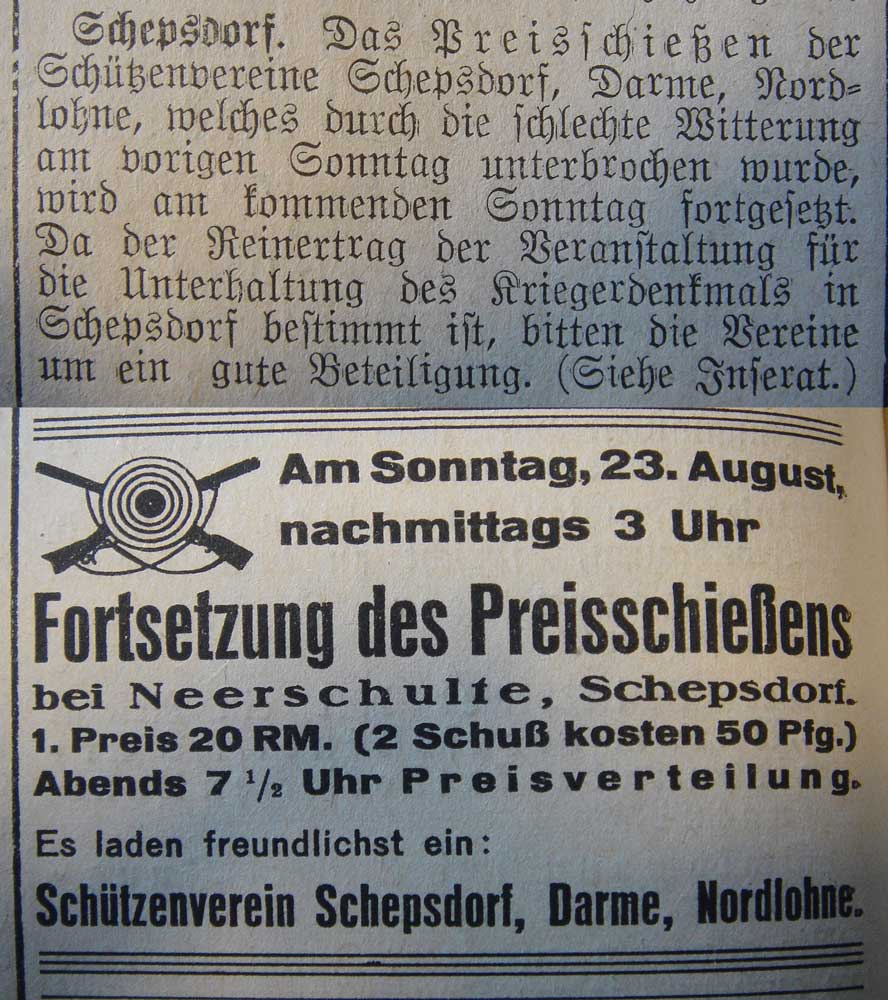 Schepsdorf. Das Preisschießen der
Schützenvereine Schepsdorf, Darme, Nord=
lohne, welches durch die schlechte Witterung
am vorigen Sonntag unterbrochen wurde,
wird am kommenden Sonntag fortgesetzt.
Da der Reinertrag der Veranstaltung für
die Unterhaltung des Kriegerdenkmals in
Schepsdorf bestimmt ist, bitten die Vereine
um ein gute Beteiligung. (Siehe Inserat.)
Am Sonntag, 23. August,
nachmittags 3 Uhr
Fortsetzung des Preisschießens
bei Neerschulte, Schepsdorf.
1. Preis 20 RM. (2 Schuß kosten 50 Pfg.)
Abends 7 1/2 Uhr Preisverteilung.
Es laden freundlichst ein:
Schützenverein Schepsdorf, Darme, Nordlohne.